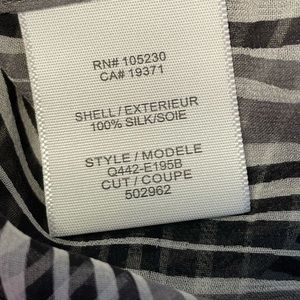 RN# 105230
CA# 19371
SHELL / EXTERIEUR
100% SILK/SOIE
STYLE / MODELE
Q442-E195B
CUT / COUPE
502962